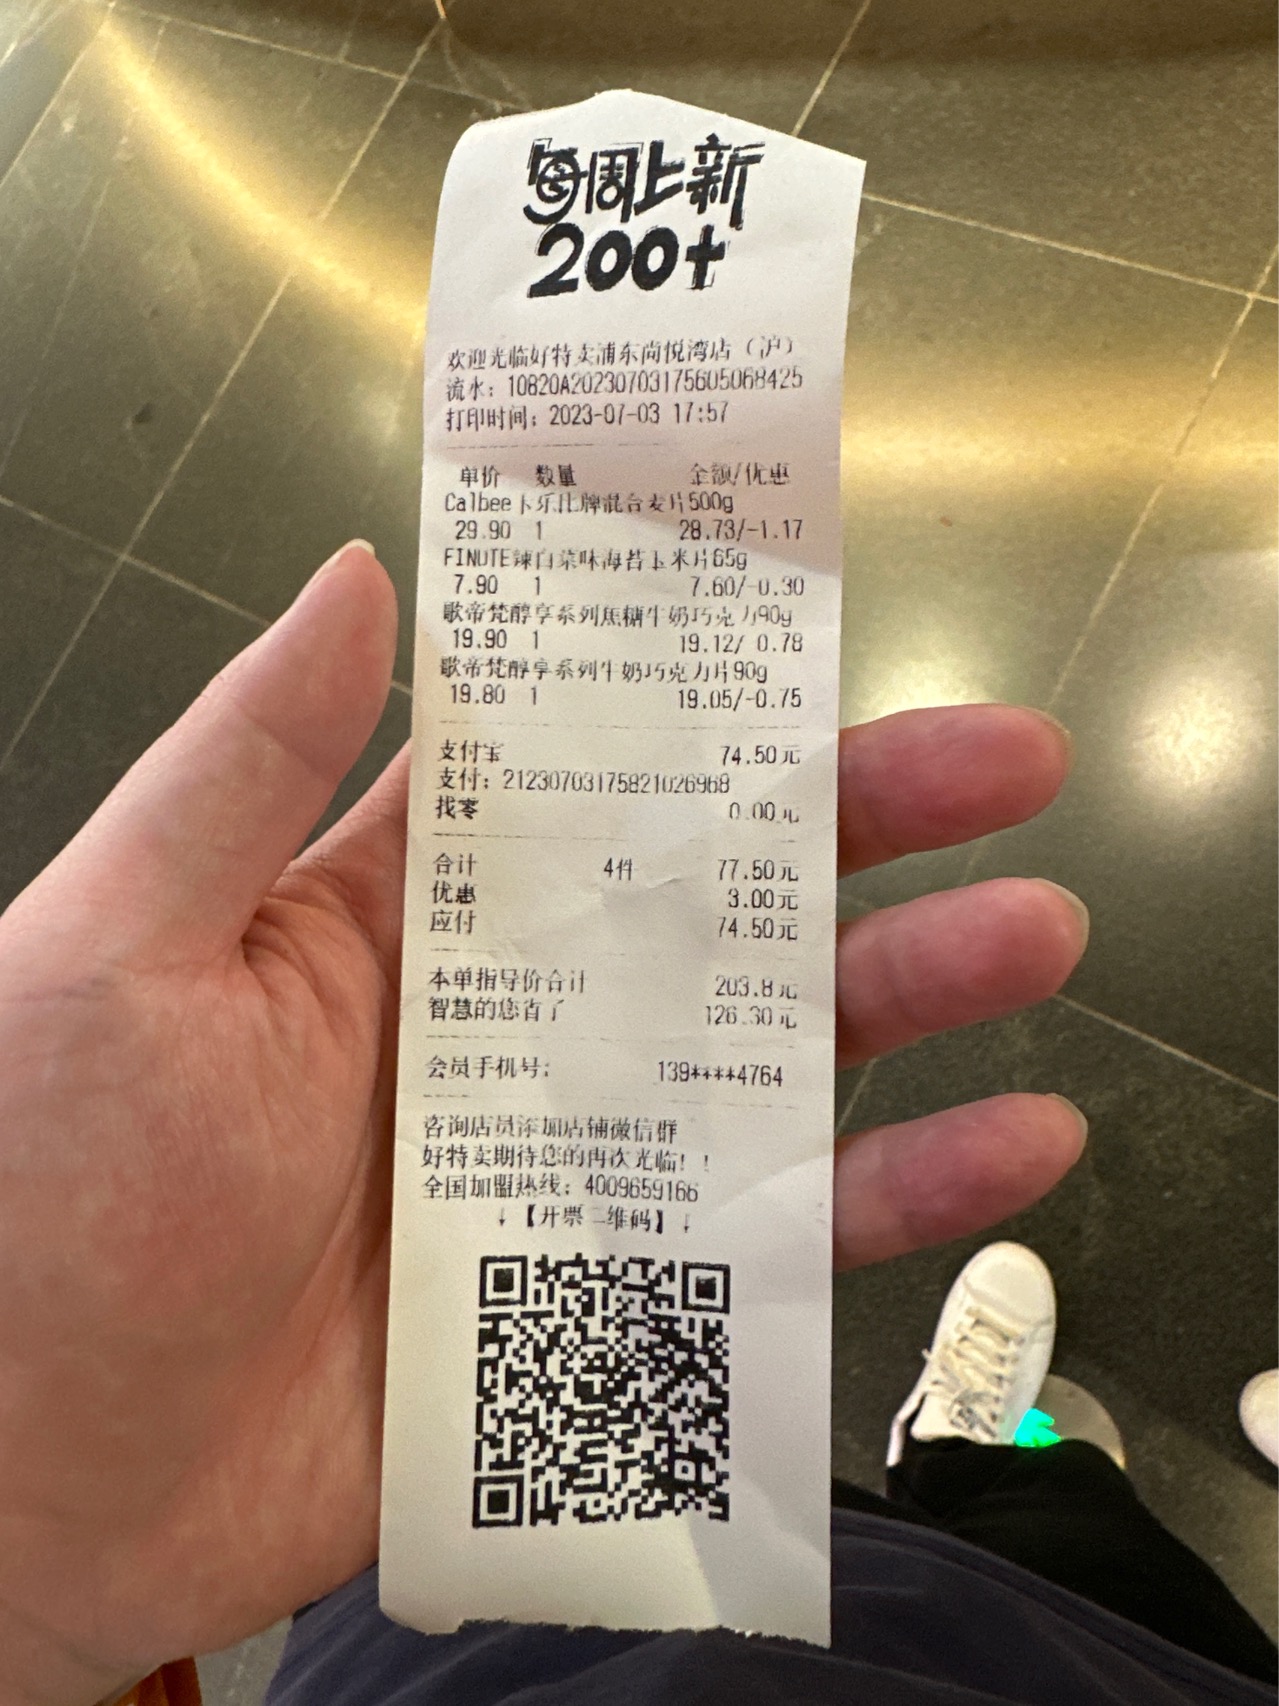 每周上新
200+
欢迎光临好特卖浦东尚悦湾店（沪）
流水：10820A20230703175605068425
打印时间：2023-07-03 17:57
单价 数量 金额/优惠
Calbee卡乐比牌混合麦片500g
29.90 1 28.73/-1.17
FINUTE辣白菜味海苔玉米片65g
7.90 1 7.60/-0.30
歌帝梵醇享系列焦糖牛奶巧克力90g
19.90 1 19.12/ 0.78
歌帝梵醇享系列牛奶巧克力片90g
19.80 1 19.05/-0.75
支付宝 74.50元
支付：21230703175821026968
找零 0.00元
合计 4件 77.50元
优惠 3.00元
应付 74.50元
本单指导价合计 203.8元
智慧的您省了 126.30元
会员手机号： 139****4764
咨询店员添加店铺微信群
好特卖期待您的再次光临！！
全国加盟热线：4009659166
↓【开票二维码】↓